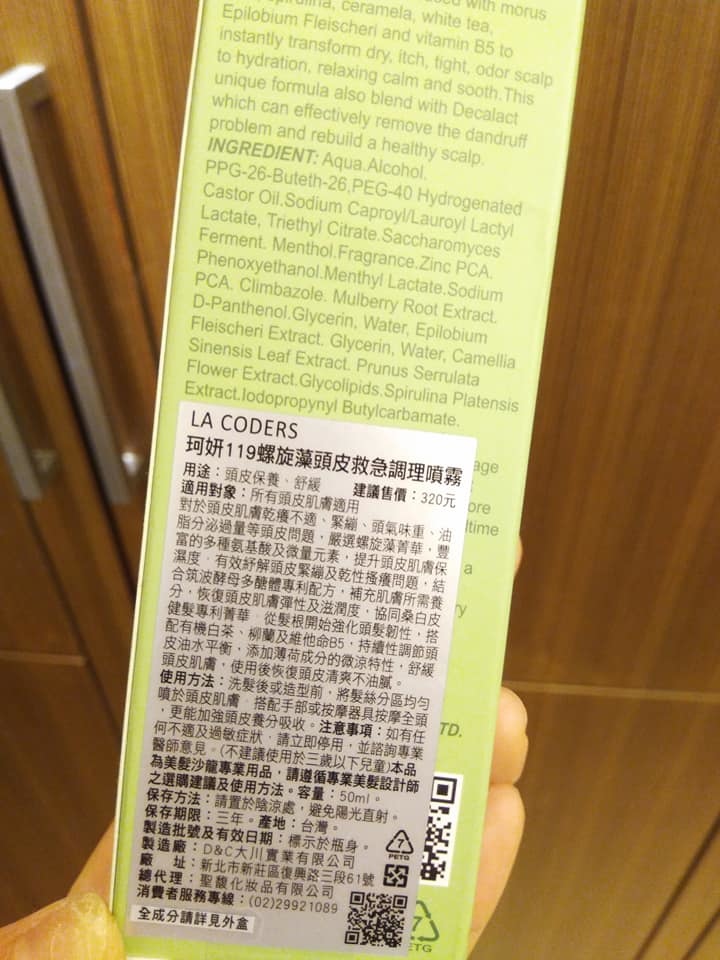 with morus
spirulina, ceramela, white tea,
Epilobium Fleischeri and vitamin B5 to
instantly transform dry, itch, tight, odor scalp
to hydration, relaxing calm and sooth.This
unique formula also blend with Decalact
which can effectively remove the dandruff
problem and rebuild a healthy scalp.
INGREDIENT: Aqua.Alcohol.
PPG-26-Buteth-26,PEG-40 Hydrogenated
Castor Oil.Sodium Caproyl/Lauroyl Lactyl
Lactate, Triethyl Citrate.Saccharomyces
Ferment. Menthol.Fragrance.Zinc PCA.
Phenoxyethanol.Menthyl Lactate.Sodium
PCA. Climbazole. Mulberry Root Extract.
D-Panthenol.Glycerin, Water, Epilobium
Fleischeri Extract. Glycerin, Water, Camellia
Sinensis Leaf Extract. Prunus Serrulata
Flower Extract.Glycolipids.Spirulina Platensis
Extract.Iodopropynyl Butylcarbamate.
LA CODERS
珂妍119螺旋藻頭皮救急調理噴霧
用途：頭皮保養、舒緩 建議售價：320元
適用對象：所有頭皮肌膚適用
對於頭皮肌膚乾癢不適、緊繃、頭氣味重、油
脂分泌過量等頭皮問題，嚴選螺旋藻菁華，豐
富的多種氨基酸及微量元素，提升頭皮肌膚保
濕度，有效紓解頭皮緊繃及乾性搔癢問題，結
合筑波酵母多醣體專利配方，補充肌膚所需養
分，恢復頭皮肌膚彈性及滋潤度，協同桑白皮
健髮專利菁華，從髮根開始強化頭髮韌性，搭
配有機白茶、柳蘭及維他命B5，持續性調節頭
皮油水平衡，添加薄荷成分的微涼特性，舒緩
頭皮肌膚，使用後恢復頭皮清爽不油膩。
使用方法：洗髮後或造型前，將髮絲分區均勻
噴於頭皮肌膚，搭配手部或按摩器具按摩全頭
，更能加強頭皮養分吸收。注意事項：如有任
何不適及過敏症狀，請立即停用，並諮詢專業
醫師意見。(不建議使用於三歲以下兒童)本品
為美髮沙龍專業用品，請遵循專業美髮設計師
之選購建議及使用方法。容量：50ml。
保存方法：請置於陰涼處，避免陽光直射。
保存期限：三年。產地：台灣。
製造批號及有效日期：標示於瓶身。
製造廠：D&C大川實業有限公司
廠 址：新北市新莊區復興路三段61號
總代理：聖馥化妝品有限公司
消費者服務專線：(02)29921089
全成分請詳見外盒
7
PETG
TD.
7
ETG